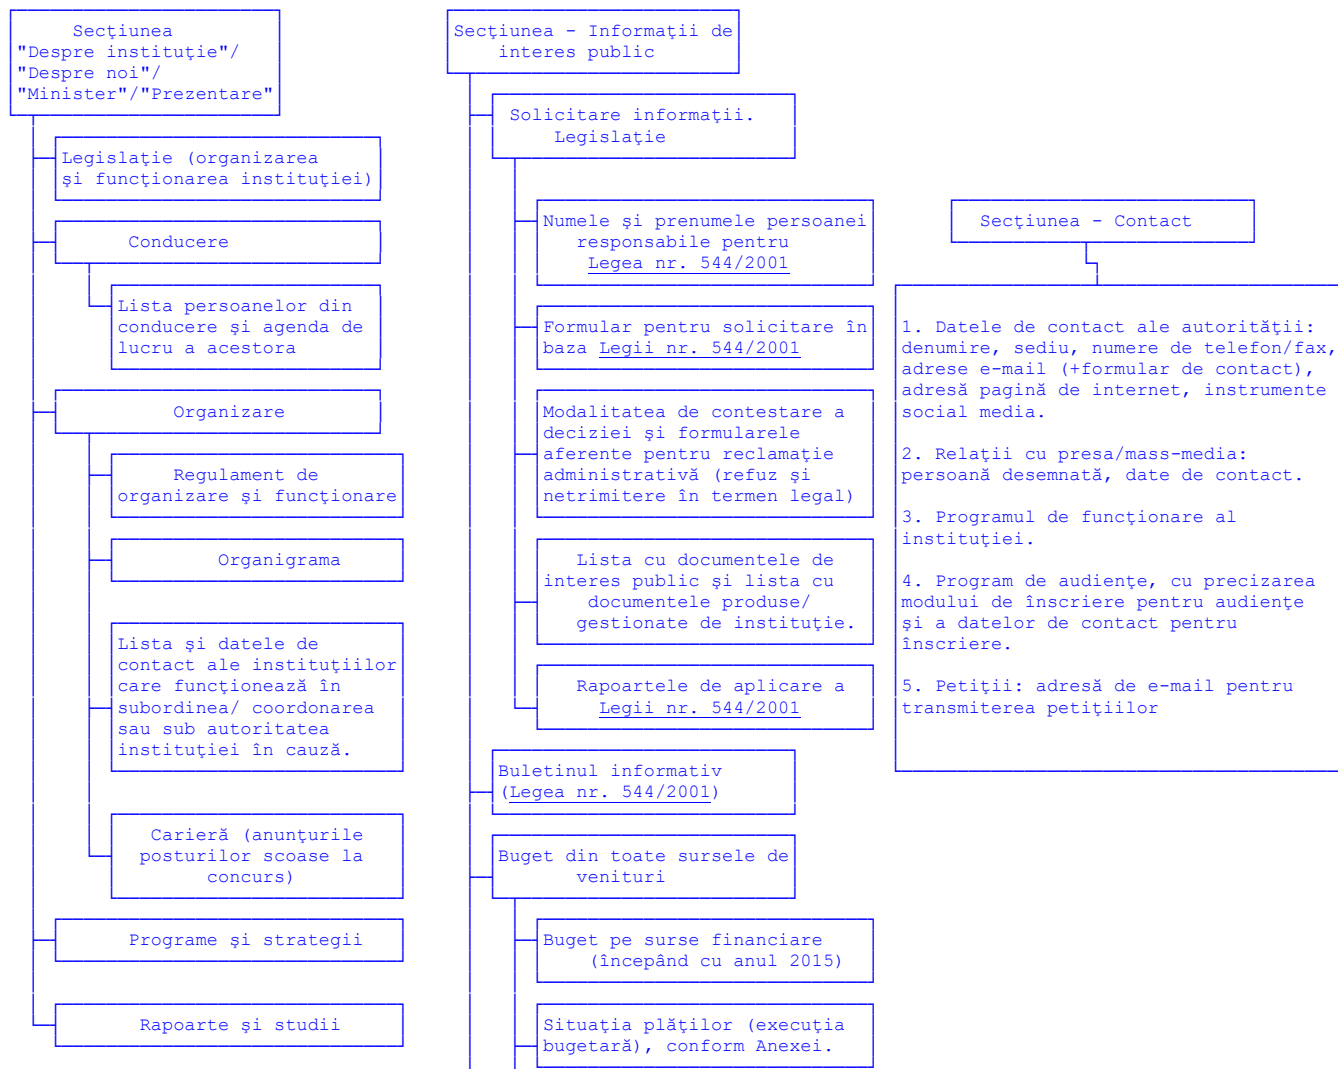 Secţiunea
"Despre instituţie"/
"Despre noi"/
"Minister"/"Prezentare"
Legislaţie (organizarea
şi funcţionarea instituţiei)
Conducere
Lista persoanelor din
conducere şi agenda de
lucru a acestora
Organizare
Regulament de
organizare şi funcţionare
Organigrama
Lista şi datele de
contact ale instituţiilor
care funcţionează în
subordinea/ coordonarea
sau sub autoritatea
instituţiei în cauză.
Carieră (anunţurile
posturilor scoase la
concurs)
Programe şi strategii
Rapoarte şi studii
Secţiunea - Informaţii de
interes public
Solicitare informaţii.
Legislaţie
Numele şi prenumele persoanei
responsabile pentru
Legea nr. 544/2001
Formular pentru solicitare în
baza Legii nr. 544/2001
Modalitatea de contestare a
deciziei şi formularele
aferente pentru reclamaţie
administrativă (refuz şi
netrimitere în termen legal)
Lista cu documentele de
interes public şi lista cu
documentele produse/
gestionate de instituţie.
Rapoartele de aplicare a
Legii nr. 544/2001
Buletinul informativ
(Legea nr. 544/2001)
Buget din toate sursele de
venituri
Buget pe surse financiare
(începând cu anul 2015)
Situaţia plăţilor (execuţia
bugetară), conform Anexei.
Secţiunea - Contact
1. Datele de contact ale autorităţii:
denumire, sediu, numere de telefon/fax,
adrese e-mail (+formular de contact),
adresă pagină de internet, instrumente
social media.
2. Relaţii cu presa/mass-media:
persoană desemnată, date de contact.
3. Programul de funcţionare al
instituţiei.
4. Program de audienţe, cu precizarea
modului de înscriere pentru audienţe
şi a datelor de contact pentru
înscriere.
5. Petiţii: adresă de e-mail pentru
transmiterea petiţiilor